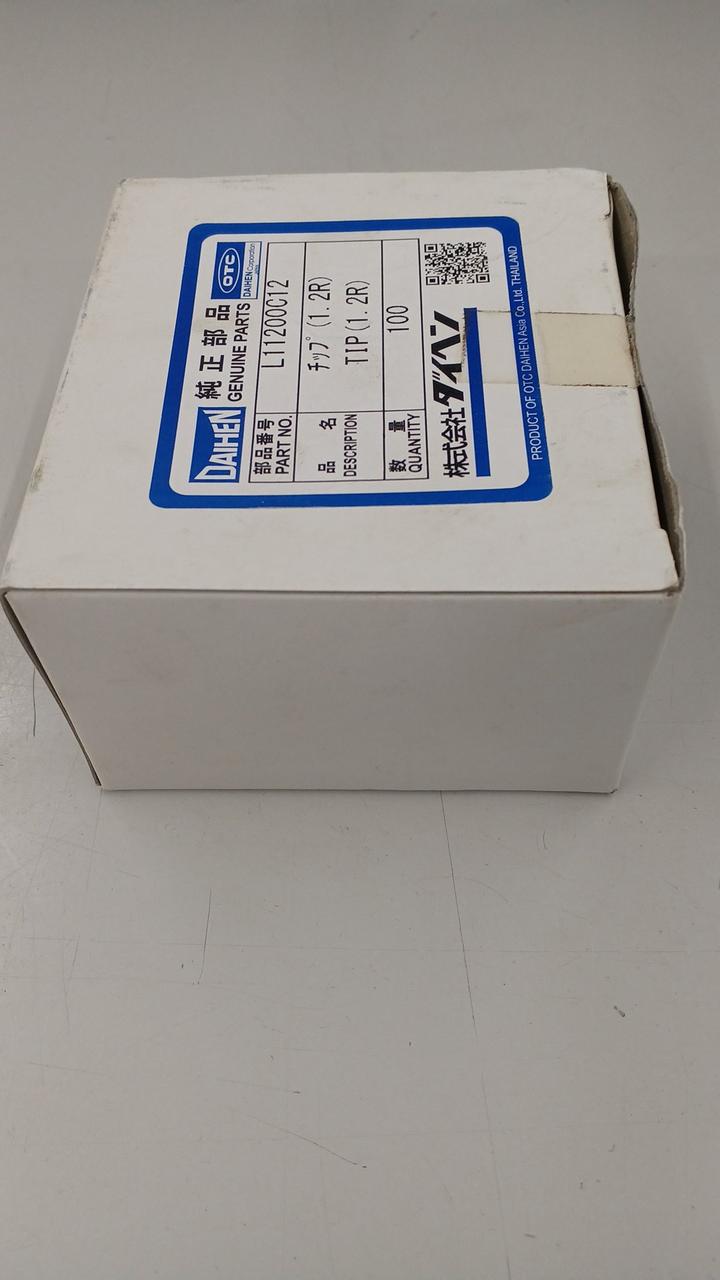 DAIHEN 純正部品 OTC
GENUINE PARTS DAIHEN Corporation
部品番号
PART NO. L11200C12
品名 チップ(1.2R)
DESCRIPTION TIP(1.2R)
数量
QUANTITY 100
株式会社ダイヘン
PRODUCT OF OTC DAIHEN Asia Co.,Ltd. THAILAND